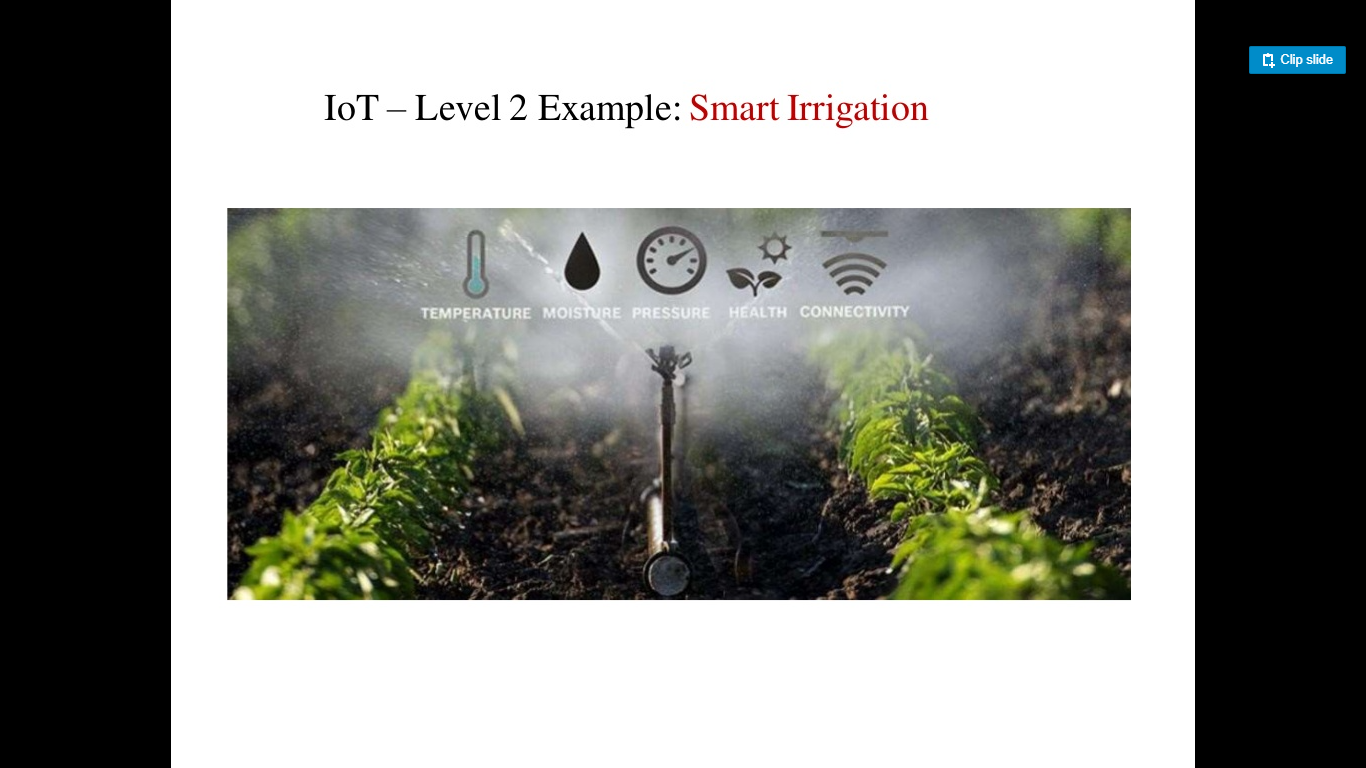 Clip slide
IoT – Level 2 Example: Smart Irrigation
TEMPERATURE MOISTURE PRESSURE HEALTH CONNECTIVITY